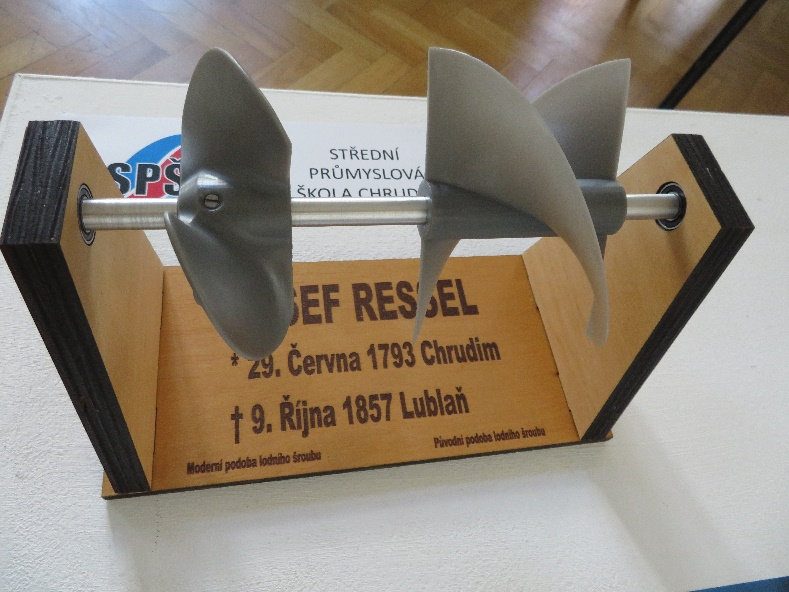 SPŠ
STŘEDNÍ
PRŮMYSLOVÁ
ŠKOLA CHRUD
SEF RESSEL
* 29. Června 1793 Chrudim
† 9. Října 1857 Lublaň
Moderní podoba lodního šroubu
Původní podoba lodního šroubu